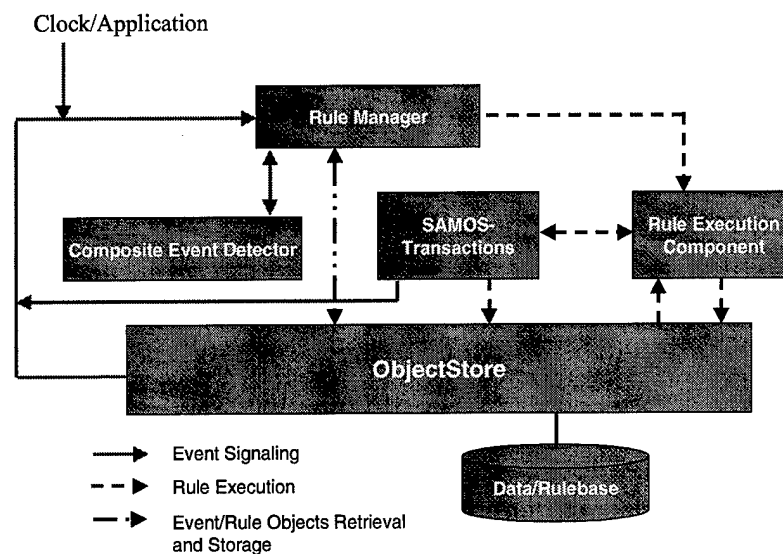 Clock/Application
Rule Manager
Composite Event Detector
SAMOS-
Transactions
Rule Execution
Component
ObjectStore
Data/Rulebase
Event Signaling
Rule Execution
Event/Rule Objects Retrieval
and Storage